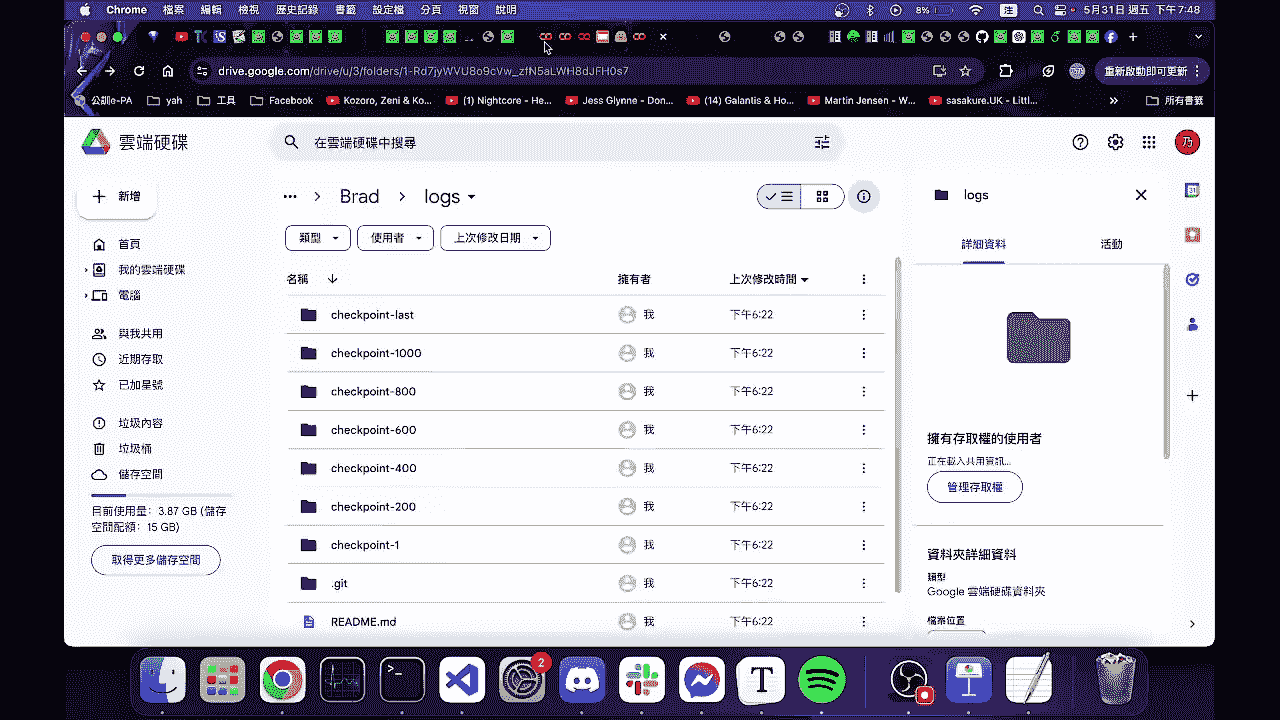 Chrome 檔案 編輯 檢視 歷史記錄 書籤 設定檔 分頁 視窗 說明 8% 注 5月31日 週五 下午7:48
drive.google.com/drive/u/3/folders/1-Rd7jyWVU8o9cVw_zfN5aLWH8dJFH0s7 重新啟動即可更新
公訓e-PA yah 工具 Facebook Kozoro, Zeni & Ko... (1) Nightcore - He... Jess Glynne - Don... (14) Galantis & Ho... Martin Jensen - W... sasakure.UK - Littl... » 所有書籤
雲端硬碟 在雲端硬碟中搜尋 乃
新增
首頁
我的雲端硬碟
電腦
與我共用
近期存取
已加星號
垃圾內容
垃圾桶
儲存空間
目前使用量：3.87 GB (儲存
空間配額：15 GB)
取得更多儲存空間
Brad logs
類型 使用者 上次修改日期
名稱 擁有者 上次修改時間
checkpoint-last 我 下午6:22
checkpoint-1000 我 下午6:22
checkpoint-800 我 下午6:22
checkpoint-600 我 下午6:22
checkpoint-400 我 下午6:22
checkpoint-200 我 下午6:22
checkpoint-1 我 下午6:22
.git 我 下午6:22
README.md 我 下午6:22
logs
詳細資料 活動
擁有存取權的使用者
正在載入共用資訊...
管理存取權
資料夾詳細資料
類型
Google 雲端硬碟資料夾
檔案位置
31
2
T